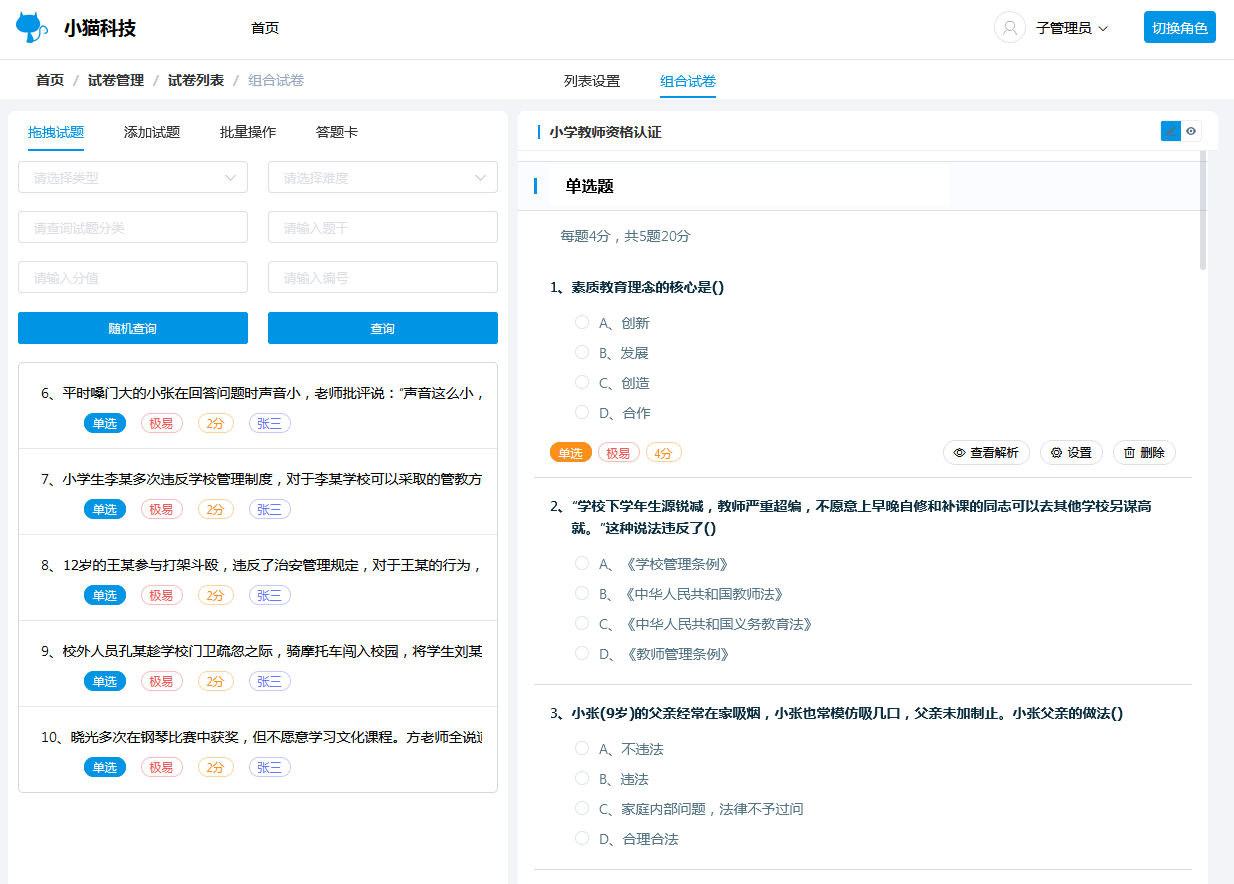 小猫科技
首页
子管理员
切换角色
首页 / 试卷管理 / 试卷列表 / 组合试卷
列表设置
组合试卷
拖拽试题
添加试题
批量操作
答题卡
请选择类型
请选择难度
请查询试题分类
请输入题干
请输入分值
请输入编号
随机查询
查询
6、平时嗓门大的小张在回答问题时声音小，老师批评说："声音这么小，
单选 极易 2分 张三
7、小学生李某多次违反学校管理制度，对于李某学校可以采取的管教方
单选 极易 2分 张三
8、12岁的王某参与打架斗殴，违反了治安管理规定，对于王某的行为，
单选 极易 2分 张三
9、校外人员孔某趁学校门卫疏忽之际，骑摩托车闯入校园，将学生刘某
单选 极易 2分 张三
10、晓光多次在钢琴比赛中获奖，但不愿意学习文化课程。方老师全说
单选 极易 2分 张三
小学教师资格认证
单选题
每题4分，共5题20分
1、素质教育理念的核心是()
A、创新
B、发展
C、创造
D、合作
单选 极易 4分
查看解析 设置 删除
2、"学校下学年生源锐减，教师严重超编，不愿意上早晚自修和补课的同志可以去其他学校另谋高
就。"这种说法违反了()
A、《学校管理条例》
B、《中华人民共和国教师法》
C、《中华人民共和国义务教育法》
D、《教师管理条例》
3、小张(9岁)的父亲经常在家吸烟，小张也常模仿吸几口，父亲未加制止。小张父亲的做法()
A、不违法
B、违法
C、家庭内部问题，法律不予过问
D、合理合法